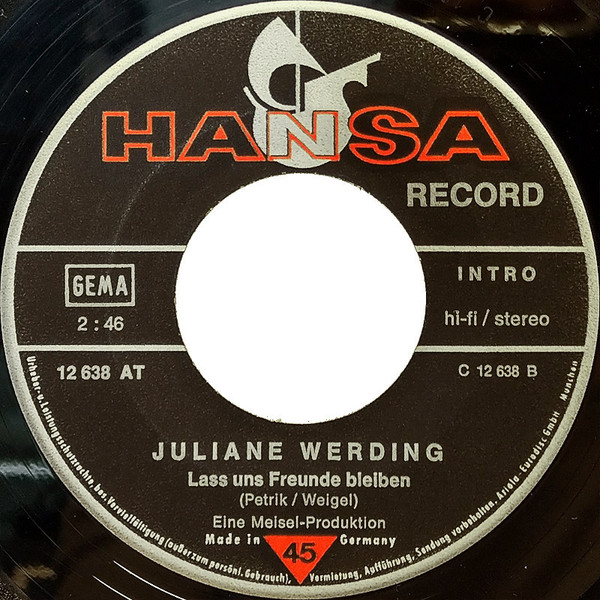 HANSA
RECORD
GEMA
INTRO
2:46
hi-fi / stereo
12 638 AT
C 12 638 B
JULIANE WERDING
Lass uns Freunde bleiben
(Petrik / Weigel)
Eine Meisel-Produktion
Made in Germany
45
Urheber- u. Leistungsschutzrechte, bes. Vervielfältigung (außer zum persönl. Gebrauch), Vermietung, Aufführung, Sendung vorbehalten. Ariola-Eurodisc GmbH München